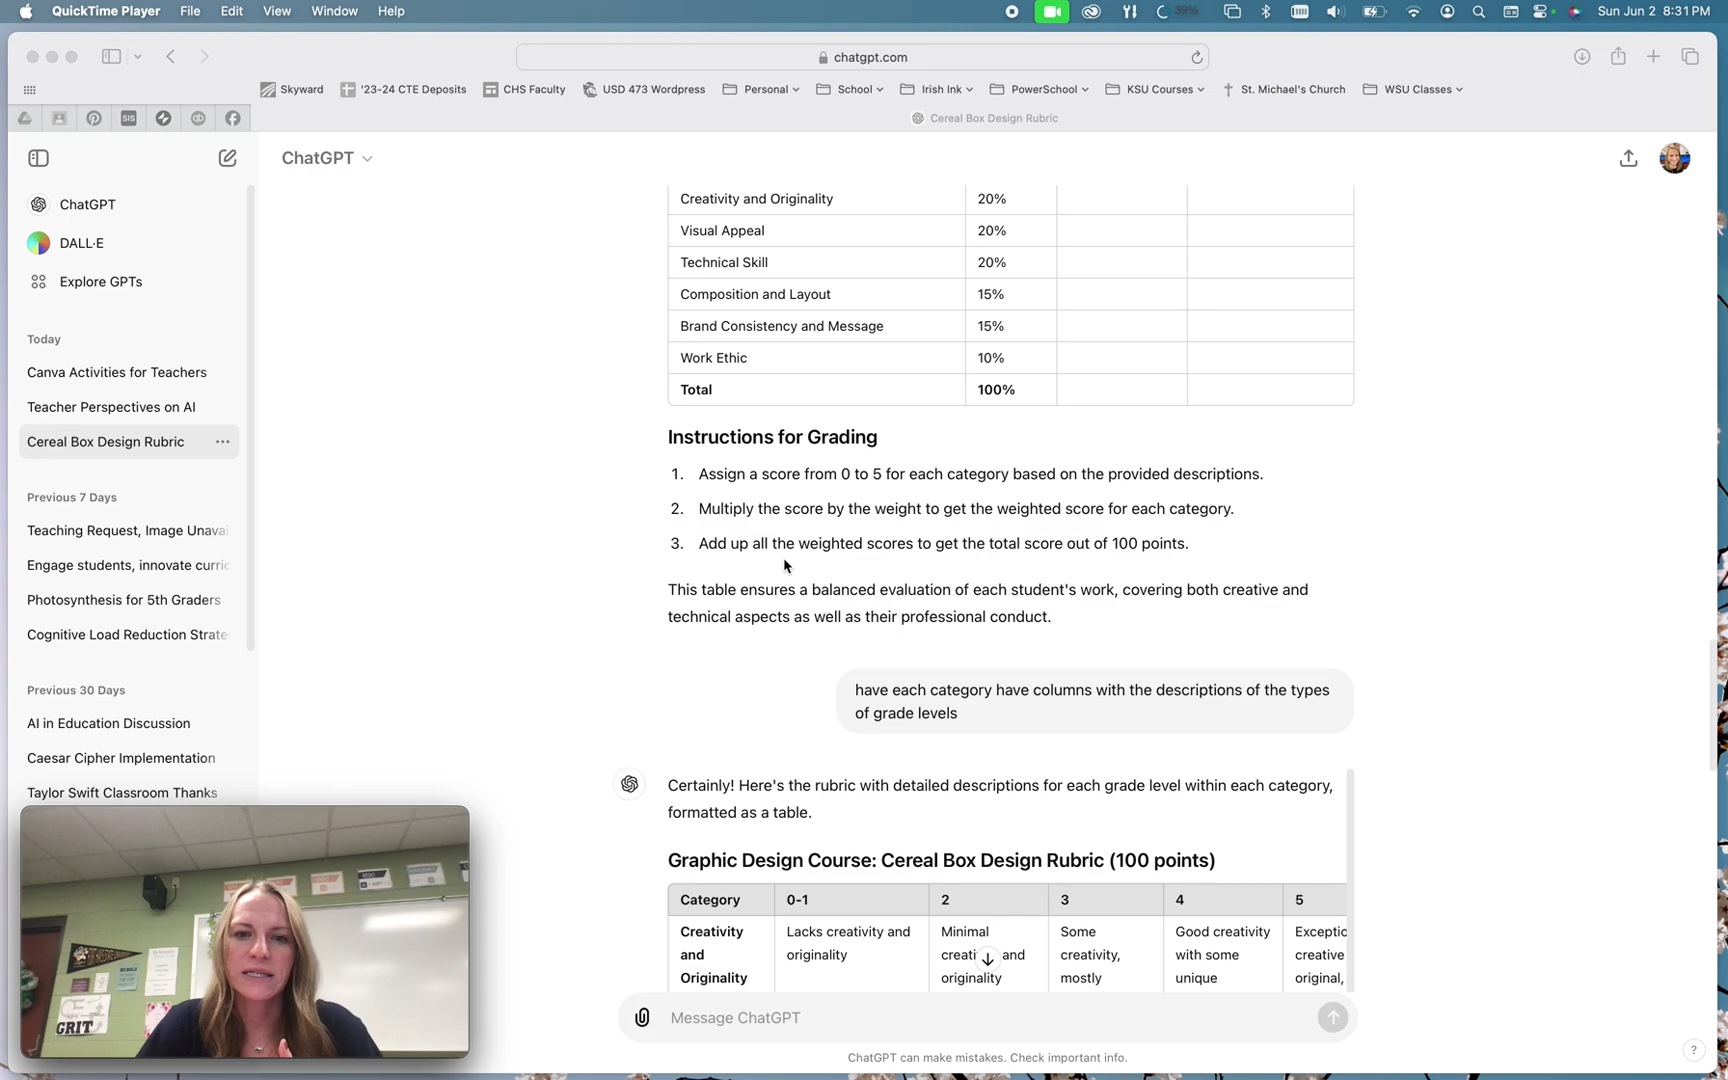 QuickTime Player File Edit View Window Help
39%
Sun Jun 2 8:31 PM
chatgpt.com
Skyward '23-24 CTE Deposits CHS Faculty USD 473 Wordpress Personal School Irish Ink PowerSchool KSU Courses St. Michael's Church WSU Classes
SIS
qb
Cereal Box Design Rubric
ChatGPT
ChatGPT
DALL·E
Explore GPTs
Today
Canva Activities for Teachers
Teacher Perspectives on AI
Cereal Box Design Rubric
Previous 7 Days
Teaching Request, Image Unavai
Engage students, innovate curric
Photosynthesis for 5th Graders
Cognitive Load Reduction Strate
Previous 30 Days
AI in Education Discussion
Caesar Cipher Implementation
Taylor Swift Classroom Thanks
GRIT
Creativity and Originality 20%
Visual Appeal 20%
Technical Skill 20%
Composition and Layout 15%
Brand Consistency and Message 15%
Work Ethic 10%
Total 100%
Instructions for Grading
1. Assign a score from 0 to 5 for each category based on the provided descriptions.
2. Multiply the score by the weight to get the weighted score for each category.
3. Add up all the weighted scores to get the total score out of 100 points.
This table ensures a balanced evaluation of each student's work, covering both creative and
technical aspects as well as their professional conduct.
have each category have columns with the descriptions of the types
of grade levels
Certainly! Here's the rubric with detailed descriptions for each grade level within each category,
formatted as a table.
Graphic Design Course: Cereal Box Design Rubric (100 points)
Category 0-1 2 3 4 5
Creativity Lacks creativity and Minimal Some Good creativity Exceptic
and originality creati and creativity, with some creative
Originality originality mostly unique original,
Message ChatGPT
ChatGPT can make mistakes. Check important info.
?